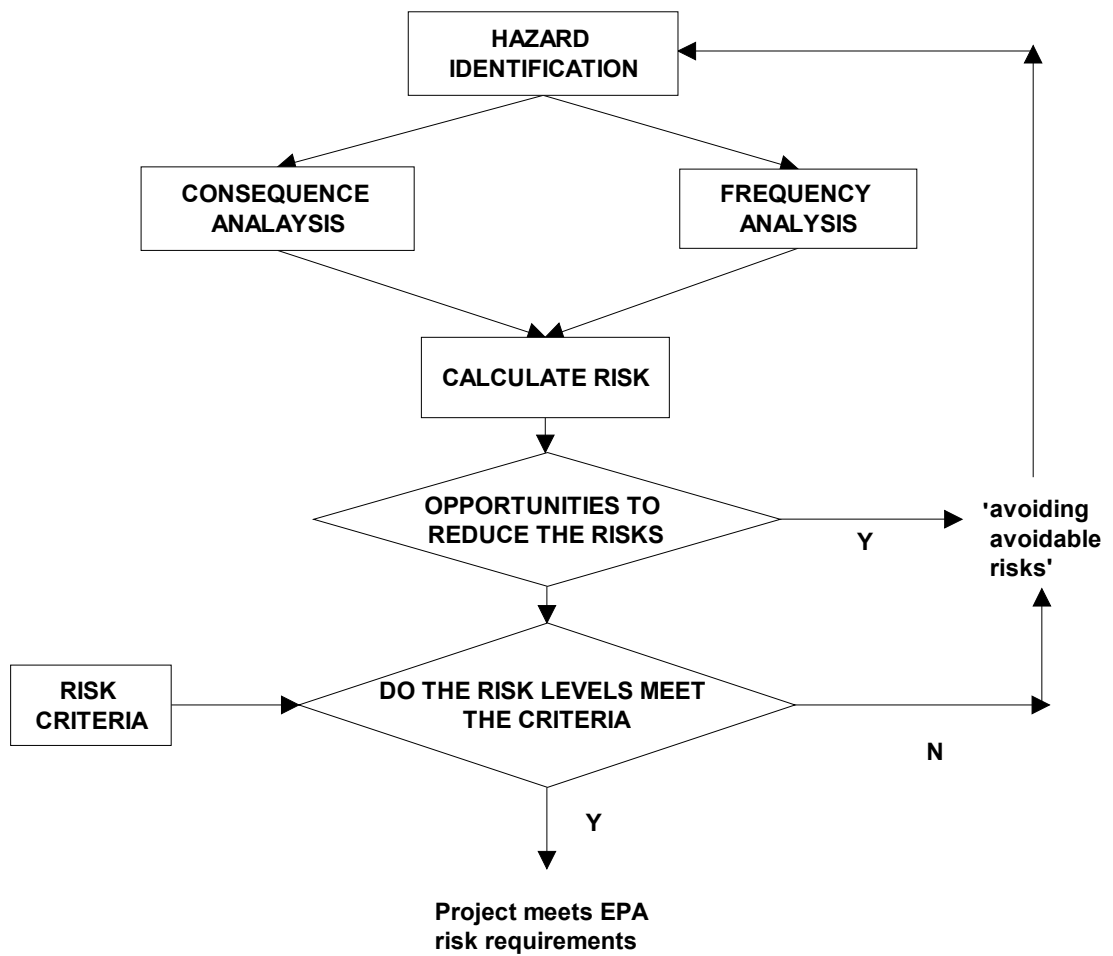 HAZARD
IDENTIFICATION
CONSEQUENCE
ANALAYSIS
FREQUENCY
ANALYSIS
CALCULATE RISK
OPPORTUNITIES TO
REDUCE THE RISKS
Y
'avoiding
avoidable
risks'
RISK
CRITERIA
DO THE RISK LEVELS MEET
THE CRITERIA
N
Y
Project meets EPA
risk requirements